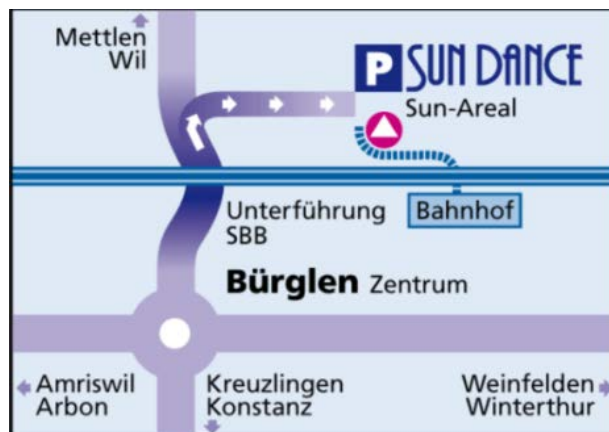 Mettlen
Wil
P SUN DANCE
Sun-Areal
Unterführung
SBB
Bahnhof
Bürglen Zentrum
Amriswil
Arbon
Kreuzlingen
Konstanz
Weinfelden
Winterthur